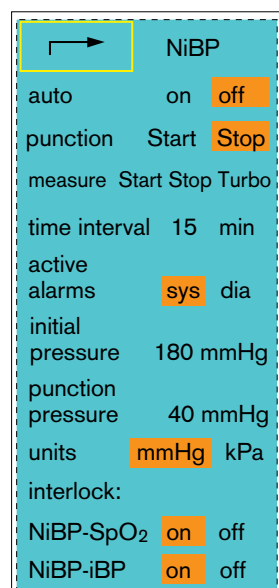 NiBP
auto on off
punction Start Stop
measure Start Stop Turbo
time interval 15 min
active
alarms sys dia
initial
pressure 180 mmHg
punction
pressure 40 mmHg
units mmHg kPa
interlock:
NiBP-SpO₂ on off
NiBP-iBP on off